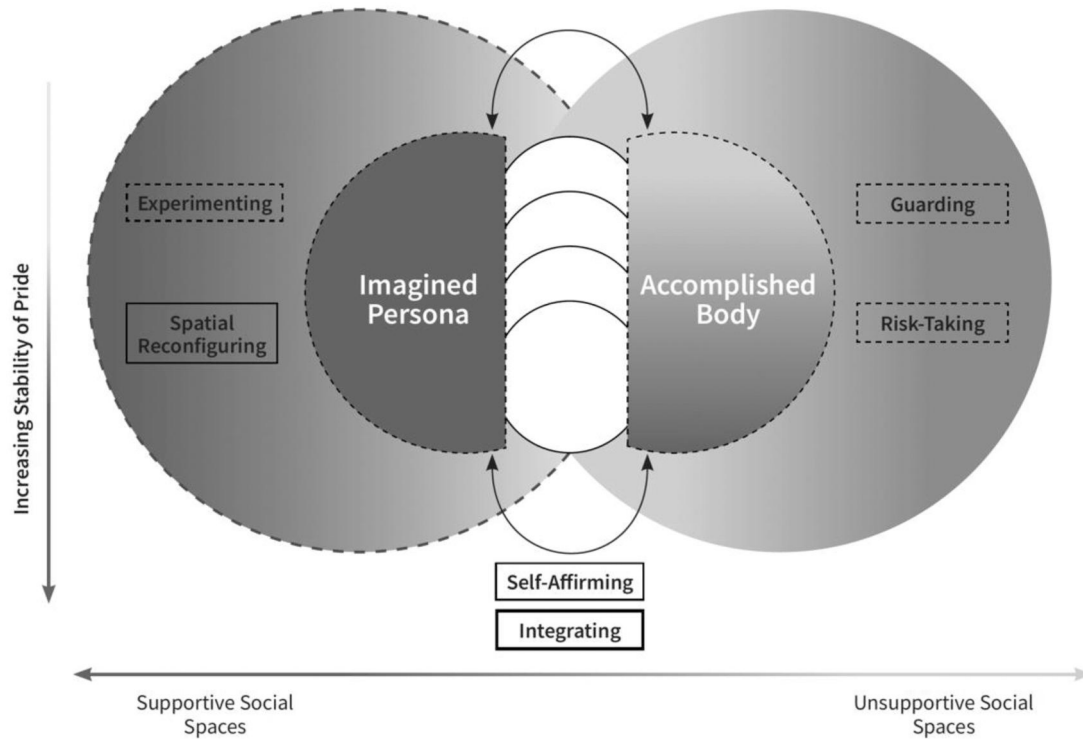 Increasing Stability of Pride
Experimenting
Spatial
Reconfiguring
Imagined
Persona
Accomplished
Body
Guarding
Risk-Taking
Self-Affirming
Integrating
Supportive Social
Spaces
Unsupportive Social
Spaces